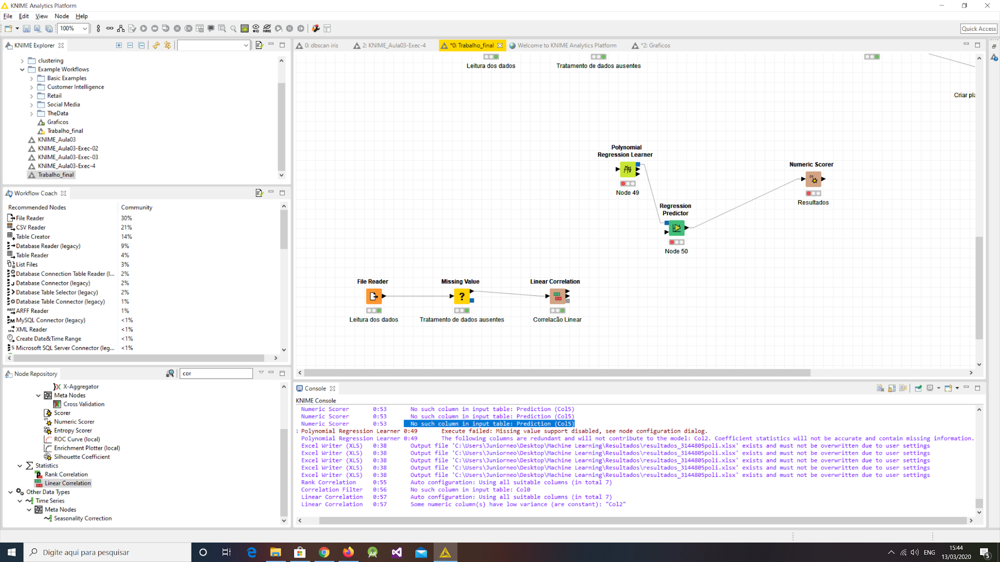 KNIME Analytics Platform
File Edit View Node Help
100%
#ID
NAME
Quick Access
KNIME Explorer
clustering
Example Workflows
Basic Examples
Customer Intelligence
Retail
Social Media
TheData
Graficos
Trabalho_final
KNIME_Aula03
KNIME_Aula03-Exec-02
KNIME_Aula03-Exec-03
KNIME_Aula03-Exec-4
Trabalho_final
Workflow Coach
Recommended Nodes Community
File Reader 30%
CSV Reader 21%
Table Creator 14%
Database Reader (legacy) 9%
Table Reader 4%
List Files 3%
Database Connection Table Reader (l... 2%
Database Connector (legacy) 2%
Database Table Selector (legacy) 2%
Database Table Connector (legacy) 1%
ARFF Reader 1%
MySQL Connector (legacy) <1%
XML Reader <1%
Create Date&Time Range <1%
Microsoft SQL Server Connector (leg... <1%
Node Repository
cor
X-Aggregator
Meta Nodes
Cross Validation
Scorer
Numeric Scorer
Entropy Scorer
ROC Curve (local)
Enrichment Plotter (local)
Silhouette Coefficient
Statistics
Rank Correlation
Linear Correlation
Other Data Types
Time Series
Meta Nodes
Seasonality Correction
0: dbscan iris 2: KNIME_Aula03-Exec-4 *0: Trabalho_final Welcome to KNIME Analytics Platform *2: Graficos
Leitura dos dados Tratamento de dados ausentes
Criar pla
Polynomial
Regression Learner
Node 49
Numeric Scorer
Resultados
Regression
Predictor
Node 50
File Reader Missing Value Linear Correlation
?
Leitura dos dados Tratamento de dados ausentes Correlacão Linear
Console
KNIME Console
Numeric Scorer 0:53 No such column in input table: Prediction (Col5)
Numeric Scorer 0:53 No such column in input table: Prediction (Col5)
Numeric Scorer 0:53 No such column in input table: Prediction (Col5)
Polynomial Regression Learner 0:49 Execute failed: Missing value support disabled, see node configuration dialog.
Polynomial Regression Learner 0:49 The following columns are redundant and will not contribute to the model: Col2. Coefficient statistics will not be accurate and contain missing information.
Excel Writer (XLS) 0:38 Output file 'C:\Users\Juniorneo\Desktop\Machine Learning\Resultados\resultados_3144805poli.xlsx' exists and must not be overwritten due to user settings
Excel Writer (XLS) 0:38 Output file 'C:\Users\Juniorneo\Desktop\Machine Learning\Resultados\resultados_3144805poli.xlsx' exists and must not be overwritten due to user settings
Excel Writer (XLS) 0:38 Output file 'C:\Users\Juniorneo\Desktop\Machine Learning\Resultados\resultados_3144805poli.xlsx' exists and must not be overwritten due to user settings
Excel Writer (XLS) 0:38 Output file 'C:\Users\Juniorneo\Desktop\Machine Learning\Resultados\resultados_3144805poli.xlsx' exists and must not be overwritten due to user settings
Excel Writer (XLS) 0:38 Output file 'C:\Users\Juniorneo\Desktop\Machine Learning\Resultados\resultados_3144805poli.xlsx' exists and must not be overwritten due to user settings
Rank Correlation 0:55 Auto configuration: Using all suitable columns (in total 7)
Correlation Filter 0:56 No such column in input table: Col0
Linear Correlation 0:57 Auto configuration: Using all suitable columns (in total 7)
Linear Correlation 0:57 Some numeric column(s) have low variance (are constant): "Col2"
Digite aqui para pesquisar
ENG
15:44
13/03/2020
5